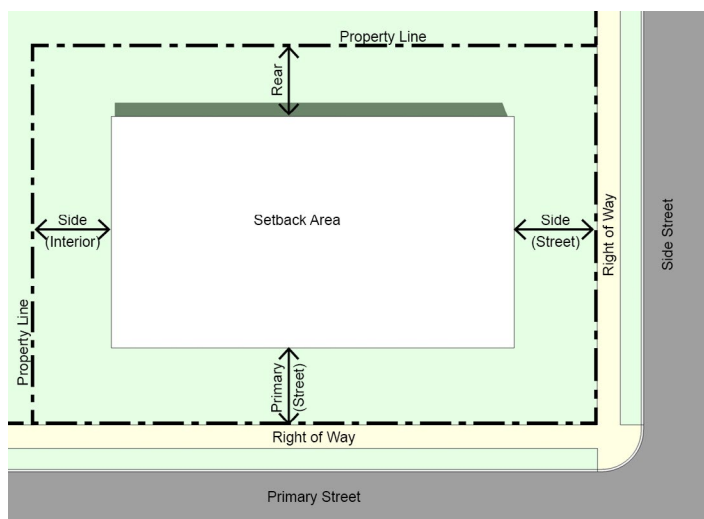 Property Line
Rear
Setback Area
Side
(Interior)
Side
(Street)
Right of Way
Side Street
Property Line
Primary
(Street)
Right of Way
Primary Street